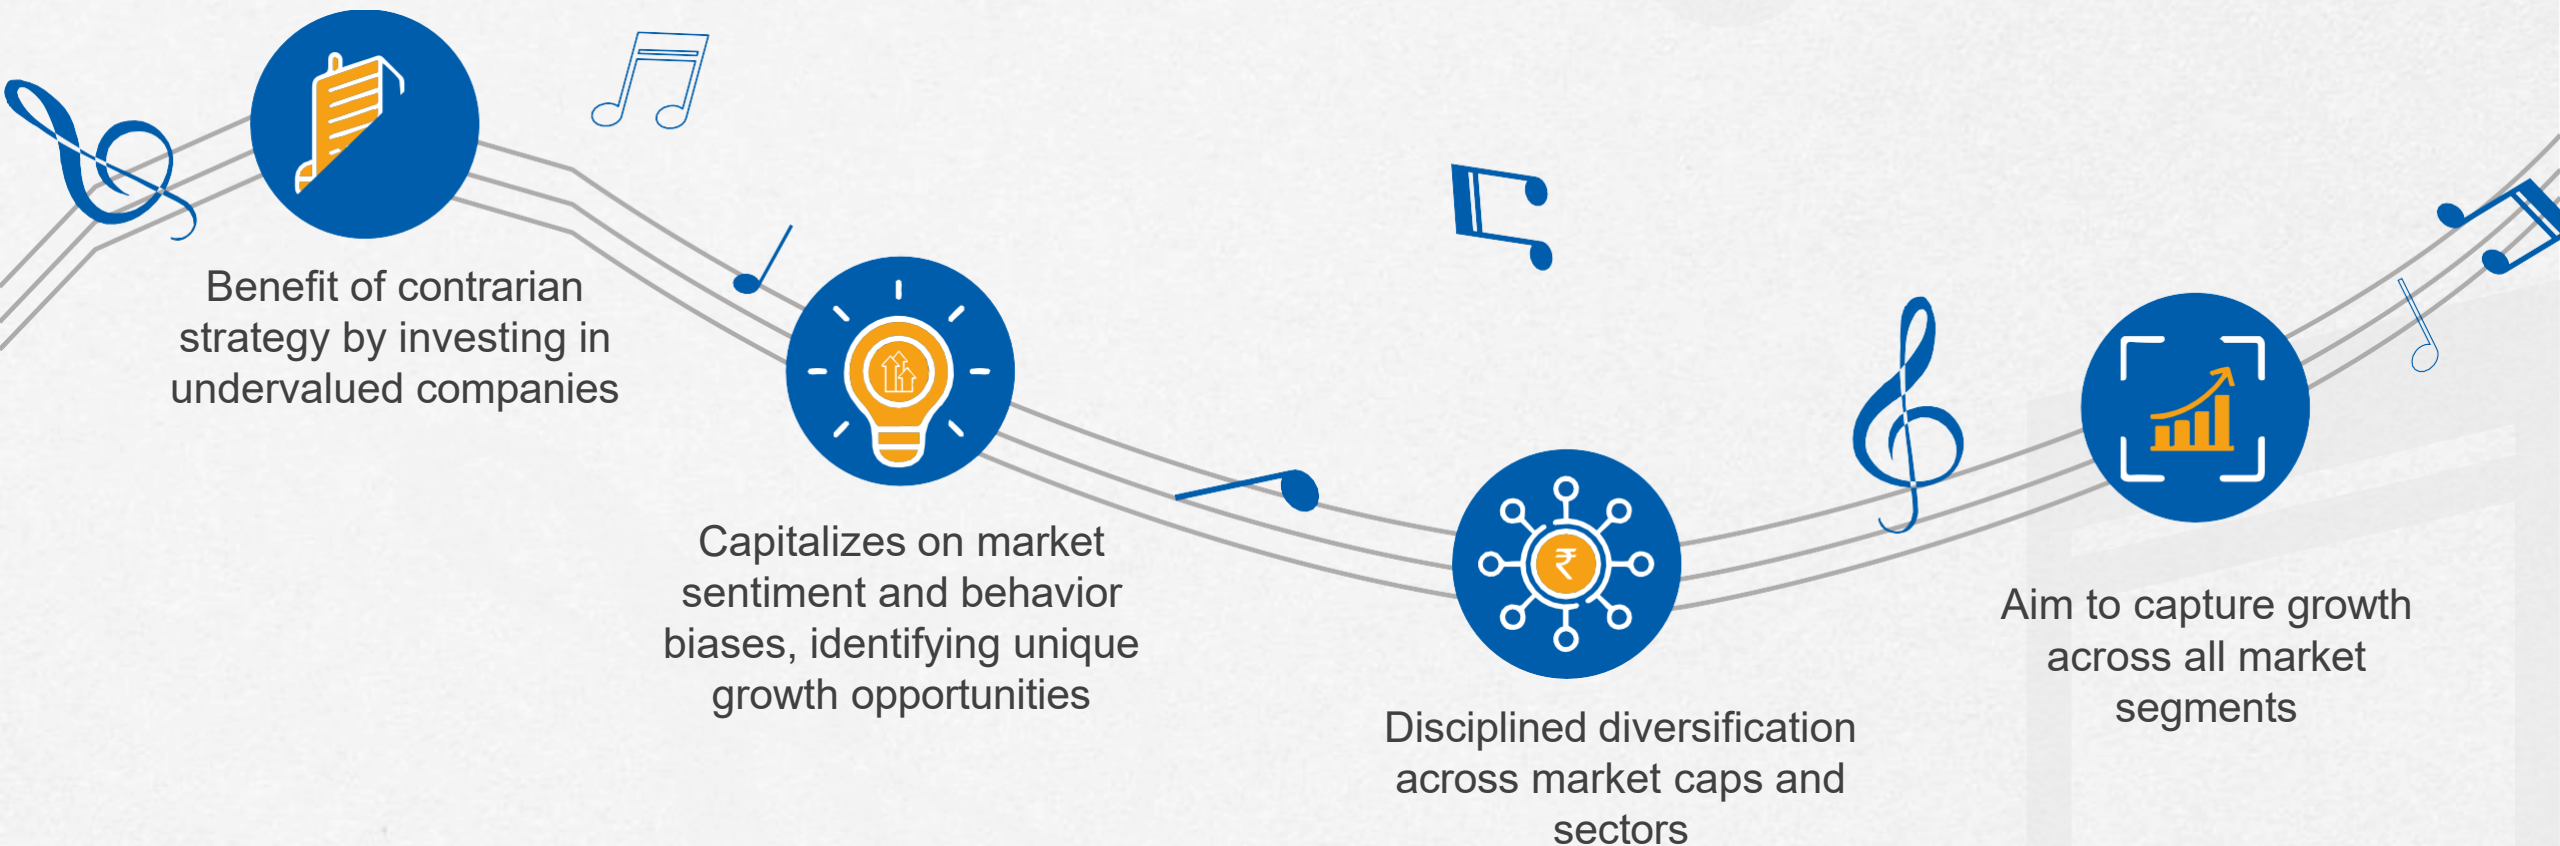 Benefit of contrarian
strategy by investing in
undervalued companies
Capitalizes on market
sentiment and behavior
biases, identifying unique
growth opportunities
₹
Disciplined diversification
across market caps and
sectors
Aim to capture growth
across all market
segments